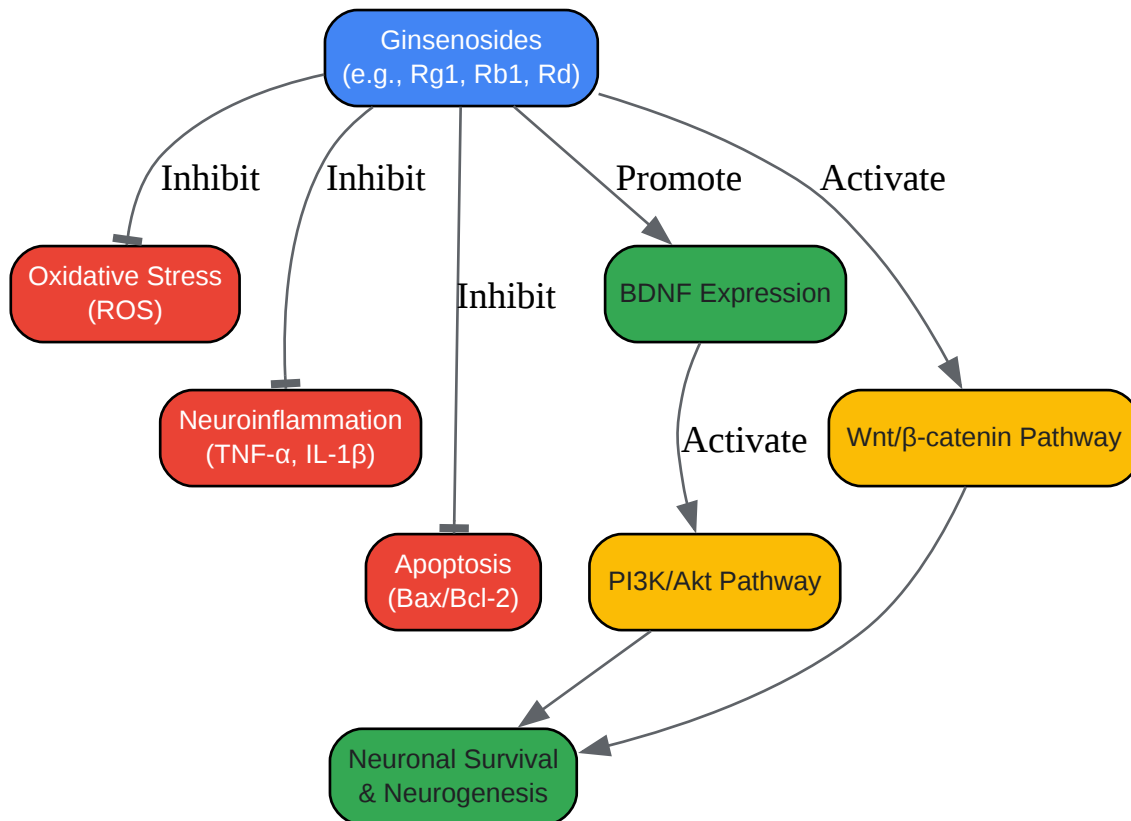 Ginsenosides
(e.g., Rg1, Rb1, Rd)
Inhibit
Inhibit
Promote
Activate
Oxidative Stress
(ROS)
Inhibit
BDNF Expression
Neuroinflammation
(TNF-α, IL-1β)
Activate
Wnt/β-catenin Pathway
Apoptosis
(Bax/Bcl-2)
PI3K/Akt Pathway
Neuronal Survival
& Neurogenesis